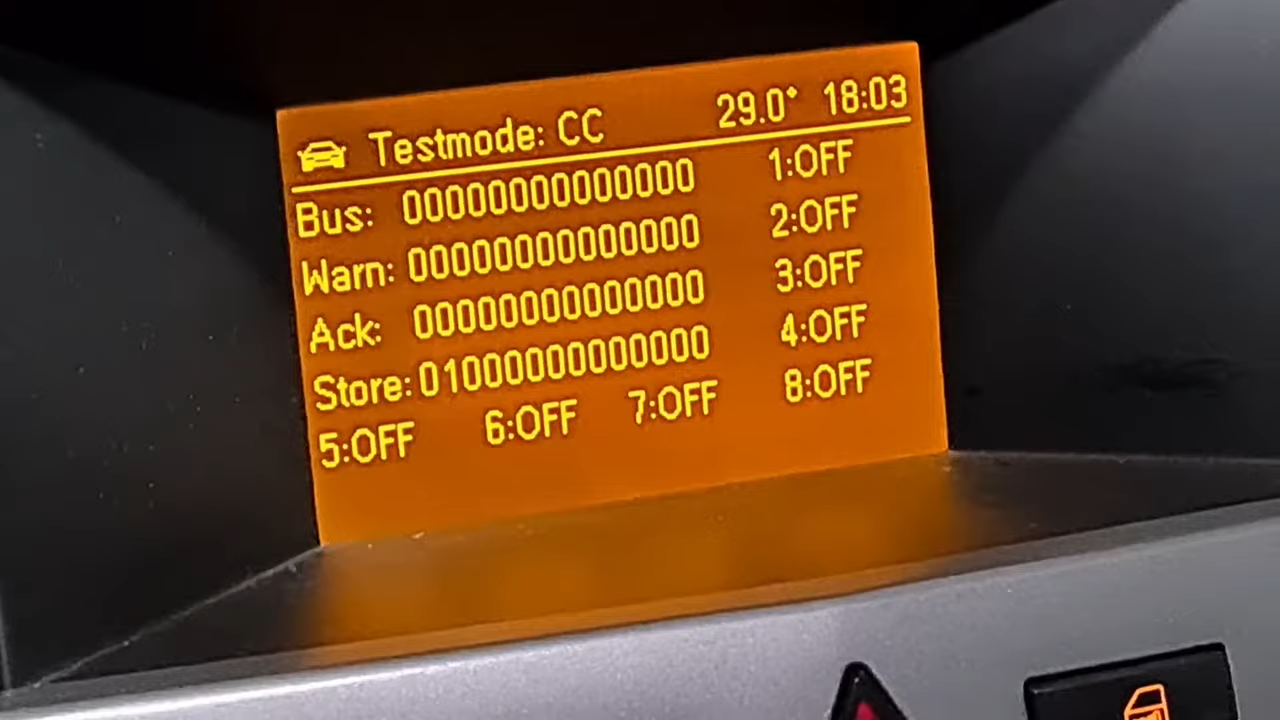 Testmode: CC 29.0° 18:03
Bus: 00000000000000 1:OFF
Warn: 00000000000000 2:OFF
Ack: 00000000000000 3:OFF
Store: 01000000000000 4:OFF
5:OFF 6:OFF 7:OFF 8:OFF